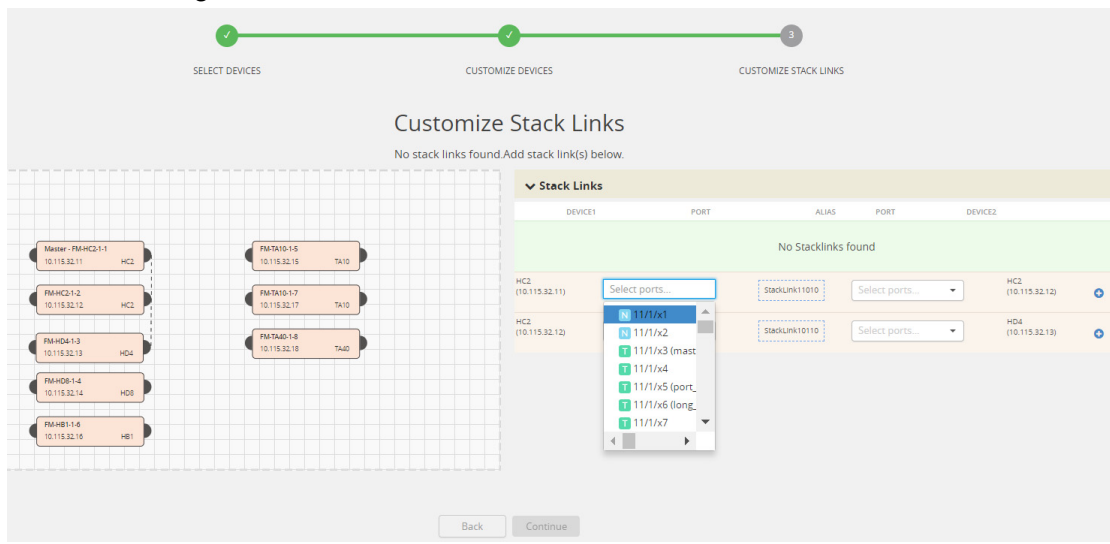 3
SELECT DEVICES
CUSTOMIZE DEVICES
CUSTOMIZE STACK LINKS
Customize Stack Links
No stack links found.Add stack link(s) below.
Stack Links
DEVICE1 PORT ALIAS PORT DEVICE2
No Stacklinks found
HC2
(10.115.32.11)
Select ports...
StackLink11010
Select ports...
HC2
(10.115.32.12)
HC2
(10.115.32.12)
StackLink10110
Select ports...
HD4
(10.115.32.13)
N 11/1/x1
N 11/1/x2
T 11/1/x3 (mast
T 11/1/x4
T 11/1/x5 (port_
T 11/1/x6 (long_
T 11/1/x7
Master - FM-HC2-1-1
10.115.32.11 HC2
FM-HC2-1-2
10.115.32.12 HC2
FM-HD4-1-3
10.115.32.13 HD4
FM-HD8-1-4
10.115.32.14 HD8
FM-HB1-1-6
10.115.32.16 HB1
FM-TA10-1-5
10.115.32.15 TA10
FM-TA10-1-7
10.115.32.17 TA10
FM-TA40-1-8
10.115.32.18 TA40
Back
Continue